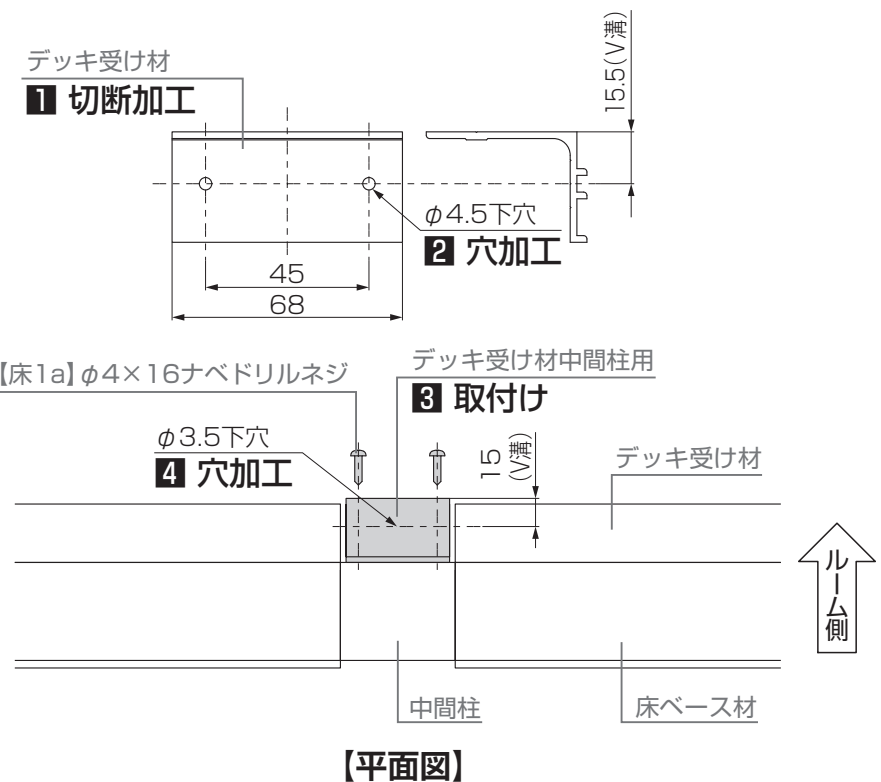 デッキ受け材
1 切断加工
15.5(V溝)
φ4.5下穴
2 穴加工
45
68
【床1a】φ4×16ナベドリルネジ
デッキ受け材中間柱用
3 取付け
φ3.5下穴
4 穴加工
15
(V溝)
デッキ受け材
ルーム側
中間柱
床ベース材
【平面図】